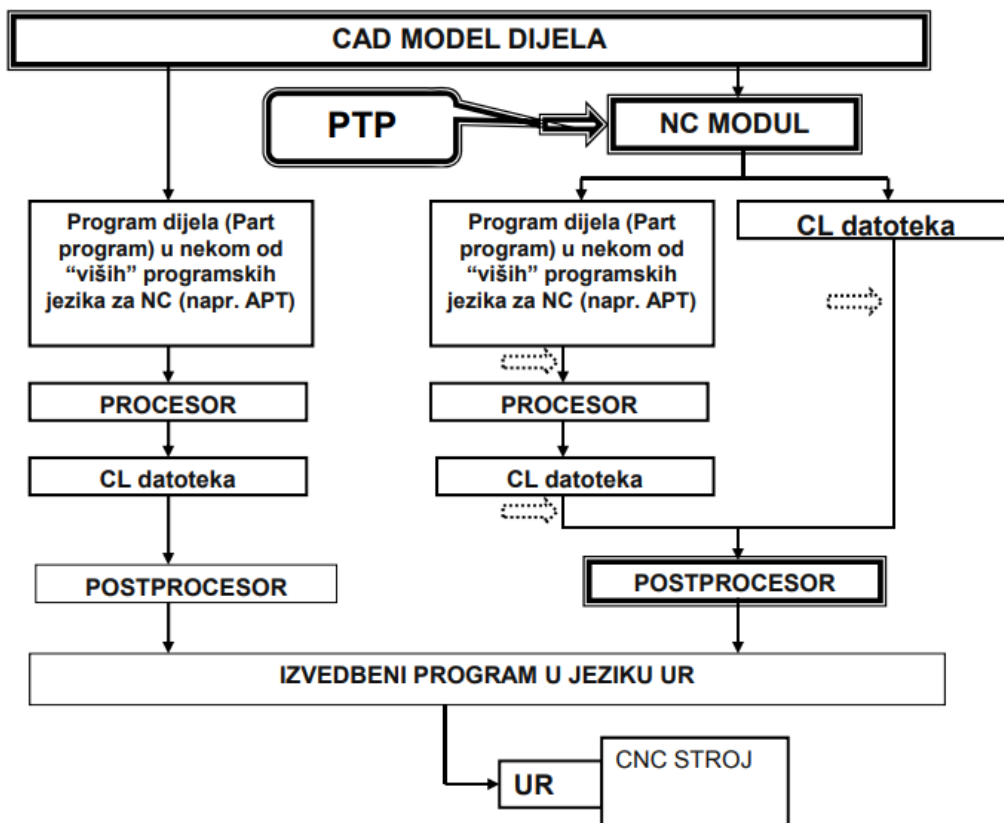 CAD MODEL DIJELA
PTP
NC MODUL
Program dijela (Part
program) u nekom od
“viših” programskih
jezika za NC (napr. APT)
Program dijela (Part
program) u nekom od
“viših” programskih
jezika za NC (napr. APT)
CL datoteka
PROCESOR
PROCESOR
CL datoteka
CL datoteka
POSTPROCESOR
POSTPROCESOR
IZVEDBENI PROGRAM U JEZIKU UR
UR
CNC STROJ